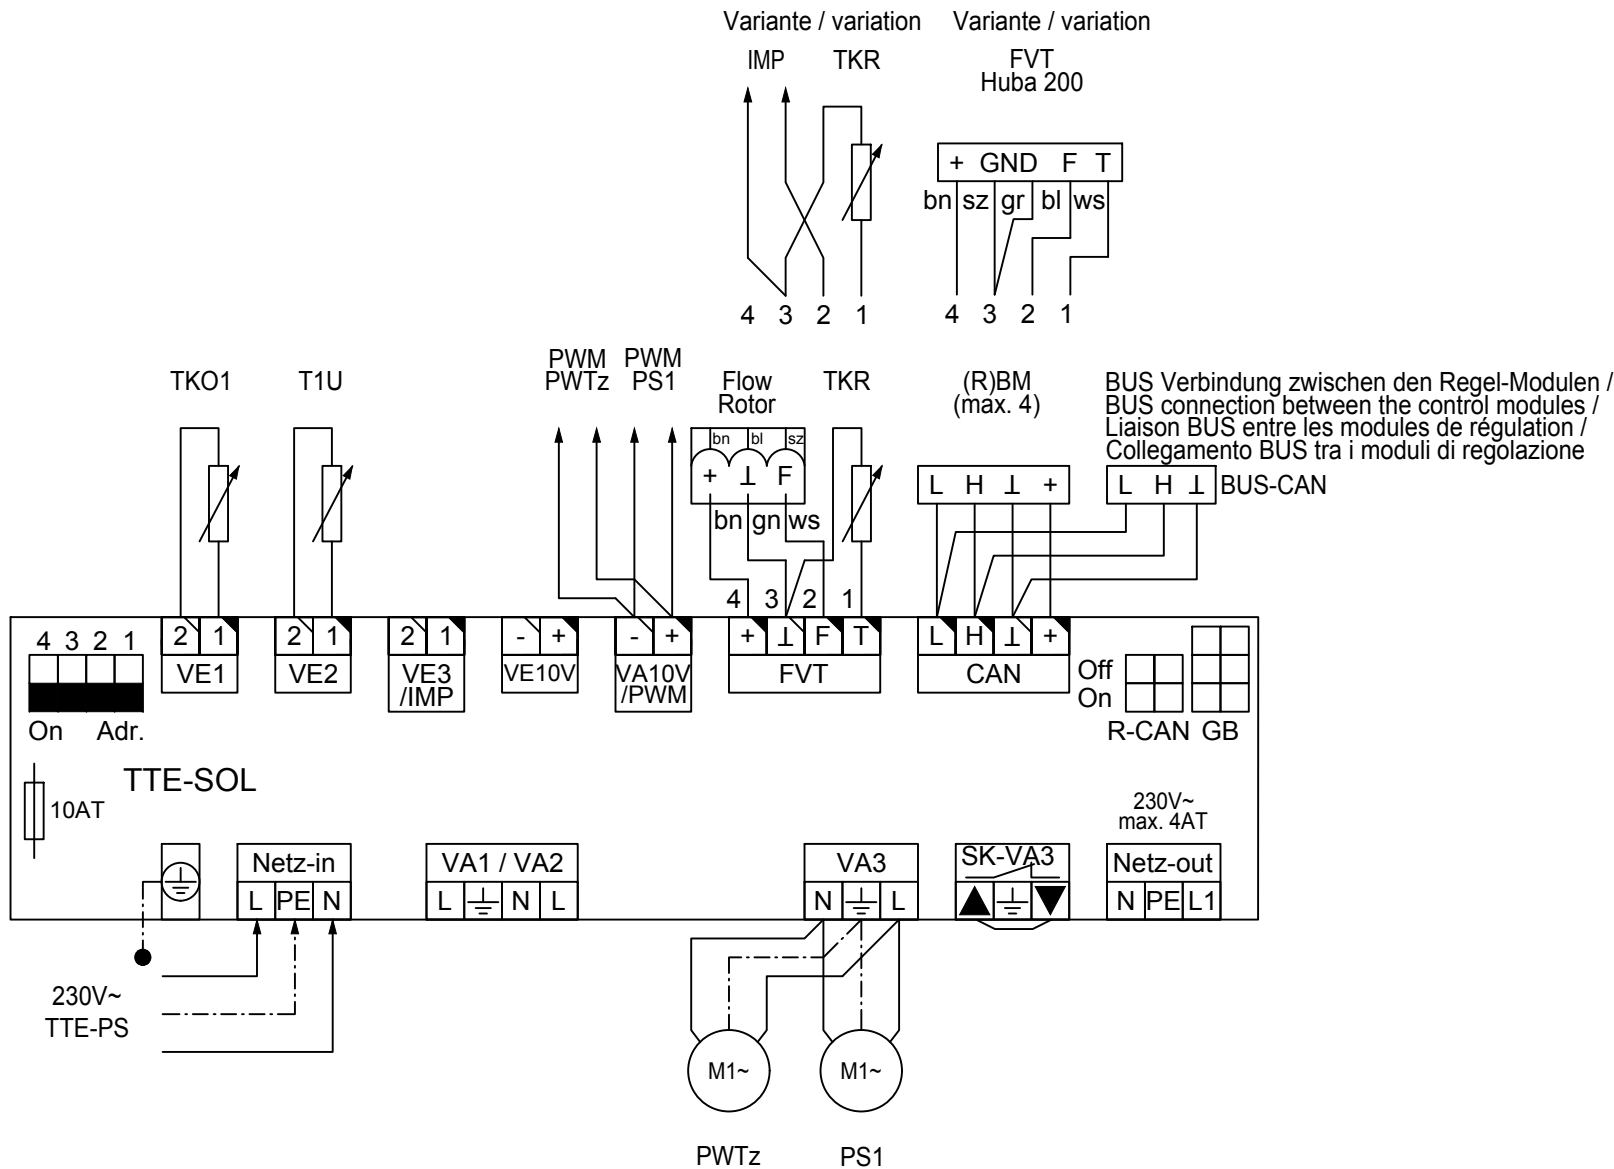 Variante / variation Variante / variation
IMP TKR FVT
Huba 200
+ GND F T
bn sz gr bl ws
4 3 2 1 4 3 2 1
TKO1 T1U PWM PWM Flow TKR (R)BM BUS Verbindung zwischen den Regel-Modulen /
PWTz PS1 Rotor (max. 4) BUS connection between the control modules /
Liaison BUS entre les modules de régulation /
Collegamento BUS tra i moduli di regolazione
bn bl sz
+ ⊥ F L H ⊥ + L H ⊥ BUS-CAN
bn gn ws
4 3 2 1
4 3 2 1 2 1 2 1 2 1 - + - + + ⊥ F T L H ⊥ +
VE1 VE2 VE3 VE10V VA10V FVT CAN Off
/IMP /PWM On
On Adr. R-CAN GB
TTE-SOL
10AT 230V~
max. 4AT
Netz-in VA1 / VA2 VA3 SK-VA3 Netz-out
L PE N L N L N L N PE L1
230V~
TTE-PS
M1~ M1~
PWTz PS1